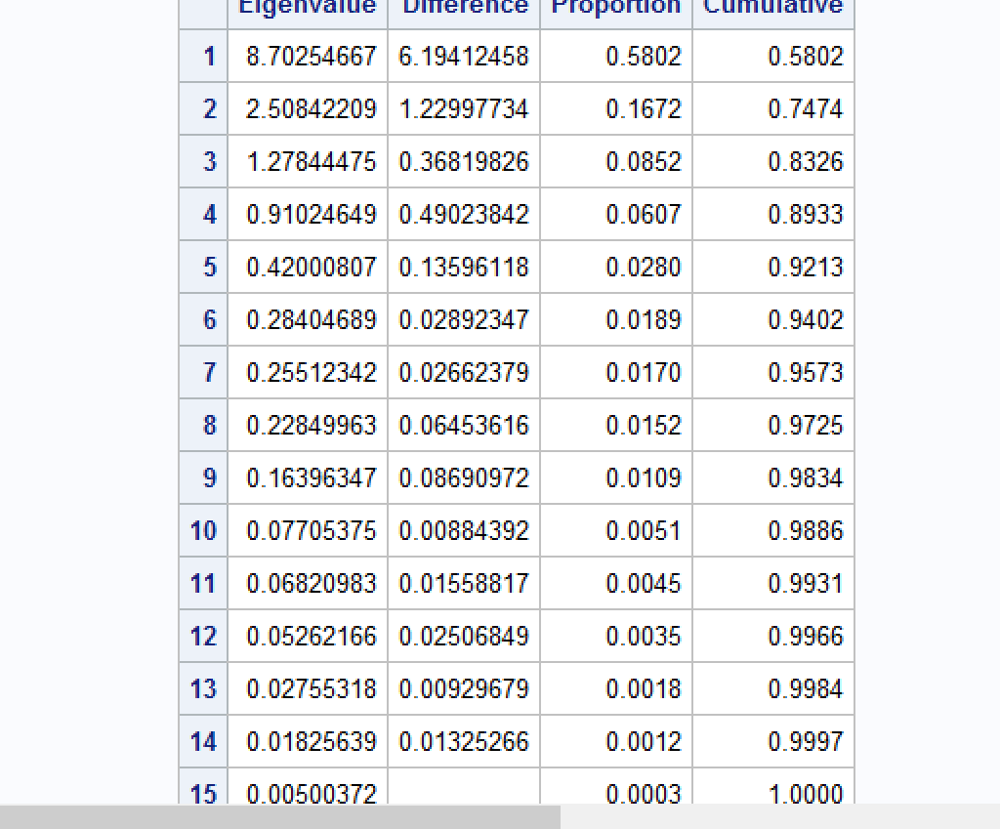 Eigenvalue Difference Proportion Cumulative
1 8.70254667 6.19412458 0.5802 0.5802
2 2.50842209 1.22997734 0.1672 0.7474
3 1.27844475 0.36819826 0.0852 0.8326
4 0.91024649 0.49023842 0.0607 0.8933
5 0.42000807 0.13596118 0.0280 0.9213
6 0.28404689 0.02892347 0.0189 0.9402
7 0.25512342 0.02662379 0.0170 0.9573
8 0.22849963 0.06453616 0.0152 0.9725
9 0.16396347 0.08690972 0.0109 0.9834
10 0.07705375 0.00884392 0.0051 0.9886
11 0.06820983 0.01558817 0.0045 0.9931
12 0.05262166 0.02506849 0.0035 0.9966
13 0.02755318 0.00929679 0.0018 0.9984
14 0.01825639 0.01325266 0.0012 0.9997
15 0.00500372 0.0003 1.0000